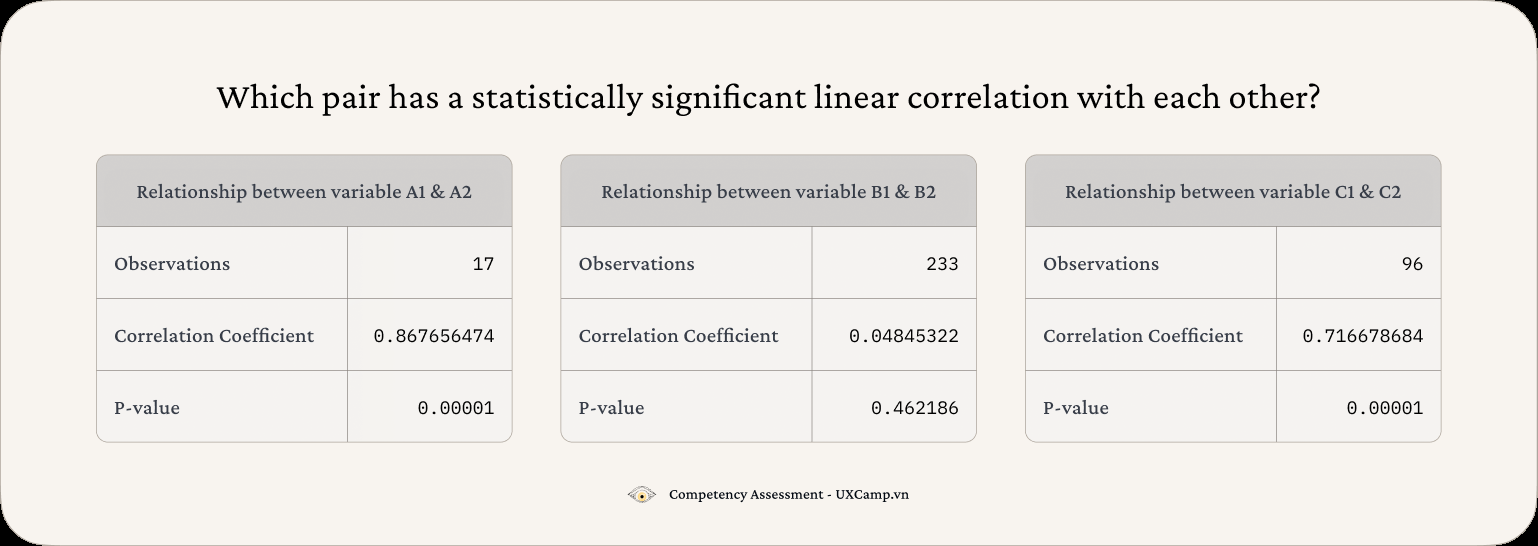 Which pair has a statistically significant linear correlation with each other?
Relationship between variable A1 & A2
Observations 17
Correlation Coefficient 0.867656474
P-value 0.00001
Relationship between variable B1 & B2
Observations 233
Correlation Coefficient 0.04845322
P-value 0.462186
Relationship between variable C1 & C2
Observations 96
Correlation Coefficient 0.716678684
P-value 0.00001
Competency Assessment - UXCamp.vn